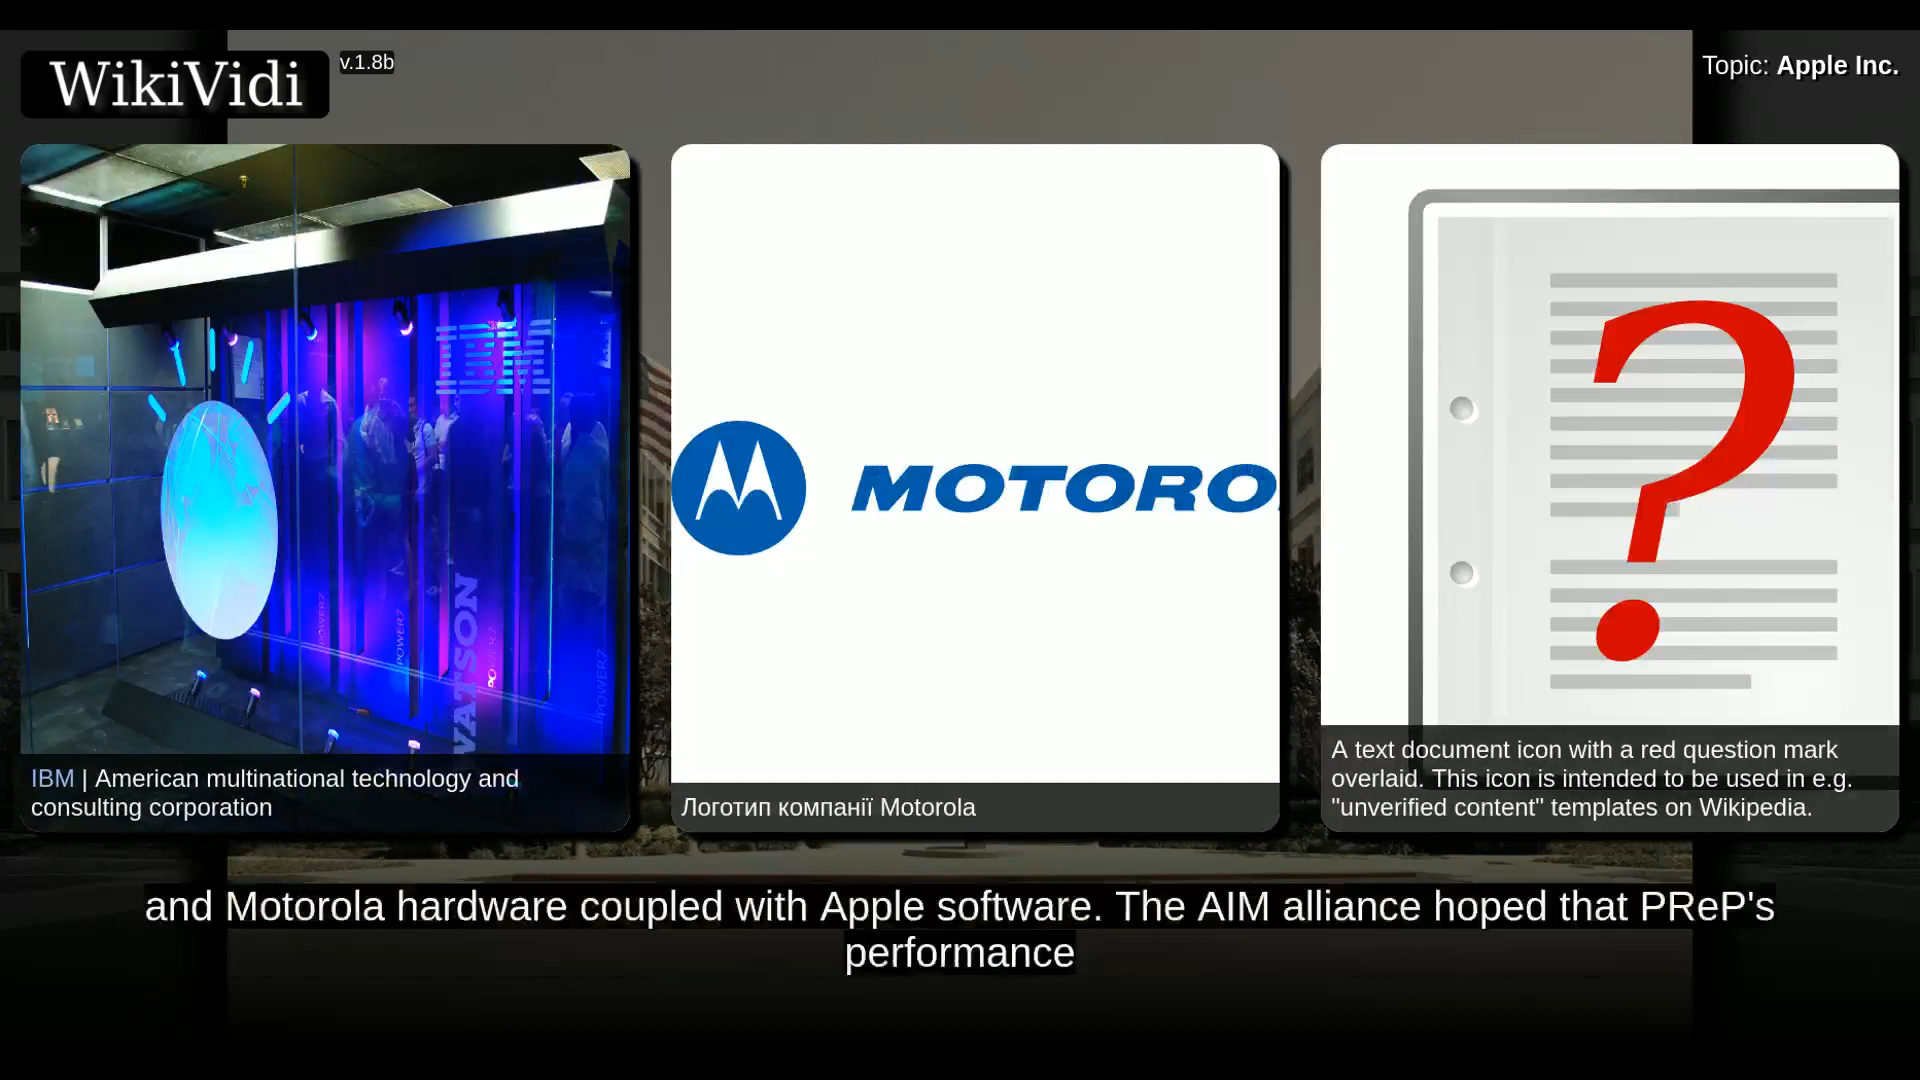 WikiVidi
v.1.8b
Topic: Apple Inc.
IBM
WATSON
POWER7
POWER7
POWER7
POWER7
MOTORO
IBM | American multinational technology and
consulting corporation
Логотип компанії Motorola
A text document icon with a red question mark
overlaid. This icon is intended to be used in e.g.
"unverified content" templates on Wikipedia.
and Motorola hardware coupled with Apple software. The AIM alliance hoped that PReP's
performance